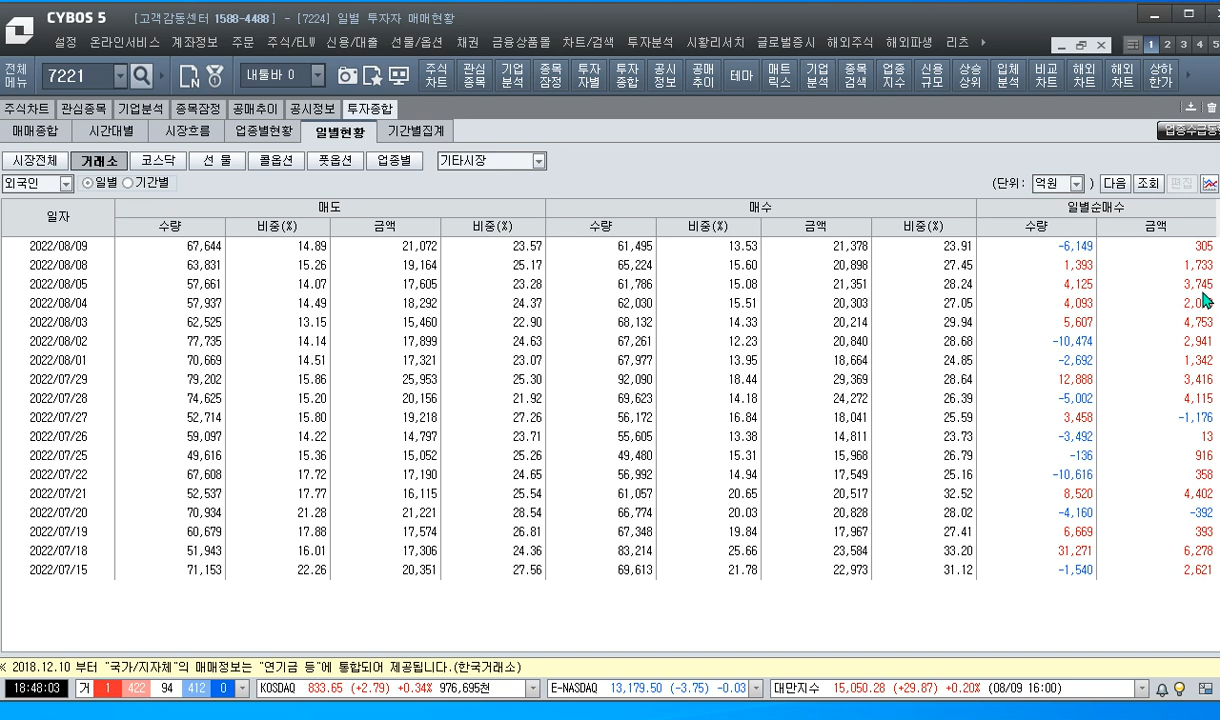 CYBOS 5 [고객감동센터 1588-4488] - [7224] 일별 투자자 매매현황
설정 온라인서비스 계좌정보 주문 주식/ELW 신용/대출 선물/옵션 채권 금융상품몰 차트/검색 투자분석 시황리서치 글로벌증시 해외주식 해외파생 리츠 1 2 3 4 5
전체메뉴 7221 내툴바 0 주식차트 관심종목 기업분석 종목잠정 투자자별 투자종합 공시정보 공매추이 테마 매트릭스 기업분석 종목검색 업종지수 신용규모 상승상위 입체분석 비교차트 해외차트 해외차트 상하한가
주식차트 관심종목 기업분석 종목잠정 공매추이 공시정보 투자종합
매매종합 시간대별 시장흐름 업종별현황 일별현황 기간별집계 업종수급동
시장전체 거래소 코스닥 선 물 콜옵션 풋옵션 업종별 기타시장
외국인 일별 기간별 (단위: 억원 ) 다음 조회 편집
일자 매도 매수 일별순매수
수량 비중(%) 금액 비중(%) 수량 비중(%) 금액 비중(%) 수량 금액
2022/08/09 67,644 14.89 21,072 23.57 61,495 13.53 21,378 23.91 -6,149 305
2022/08/08 63,831 15.26 19,164 25.17 65,224 15.60 20,898 27.45 1,393 1,733
2022/08/05 57,661 14.07 17,605 23.28 61,786 15.08 21,351 28.24 4,125 3,745
2022/08/04 57,937 14.49 18,292 24.37 62,030 15.51 20,303 27.05 4,093
2022/08/03 62,525 13.15 15,460 22.90 68,132 14.33 20,214 29.94 5,607 4,753
2022/08/02 77,735 14.14 17,899 24.63 67,261 12.23 20,840 28.68 -10,474 2,941
2022/08/01 70,669 14.51 17,321 23.07 67,977 13.95 18,664 24.85 -2,692 1,342
2022/07/29 79,202 15.86 25,953 25.30 92,090 18.44 29,369 28.64 12,888 3,416
2022/07/28 74,625 15.20 20,156 21.92 69,623 14.18 24,272 26.39 -5,002 4,115
2022/07/27 52,714 15.80 19,218 27.26 56,172 16.84 18,041 25.59 3,458 -1,176
2022/07/26 59,097 14.22 14,797 23.71 55,605 13.38 14,811 23.73 -3,492 13
2022/07/25 49,616 15.36 15,052 25.26 49,480 15.31 15,968 26.79 -136 916
2022/07/22 67,608 17.72 17,190 24.65 56,992 14.94 17,549 25.16 -10,616 358
2022/07/21 52,537 17.77 16,115 25.54 61,057 20.65 20,517 32.52 8,520 4,402
2022/07/20 70,934 21.28 21,221 28.54 66,774 20.03 20,828 28.02 -4,160 -392
2022/07/19 60,679 17.88 17,574 26.81 67,348 19.84 17,967 27.41 6,669 393
2022/07/18 51,943 16.01 17,306 24.36 83,214 25.66 23,584 33.20 31,271 6,278
2022/07/15 71,153 22.26 20,351 27.56 69,613 21.78 22,973 31.12 -1,540 2,621
※ 2018.12.10 부터 "국가/지자체"의 매매정보는 "연기금 등"에 통합되어 제공됩니다.(한국거래소)
18:48:03 거 1 422 94 412 0 KOSDAQ 833.65 (+2.79) +0.34% 976,695천 E-NASDAQ 13,179.50 (-3.75) -0.03 대만지수 15,050.28 (+29.87) +0.20% (08/09 16:00)